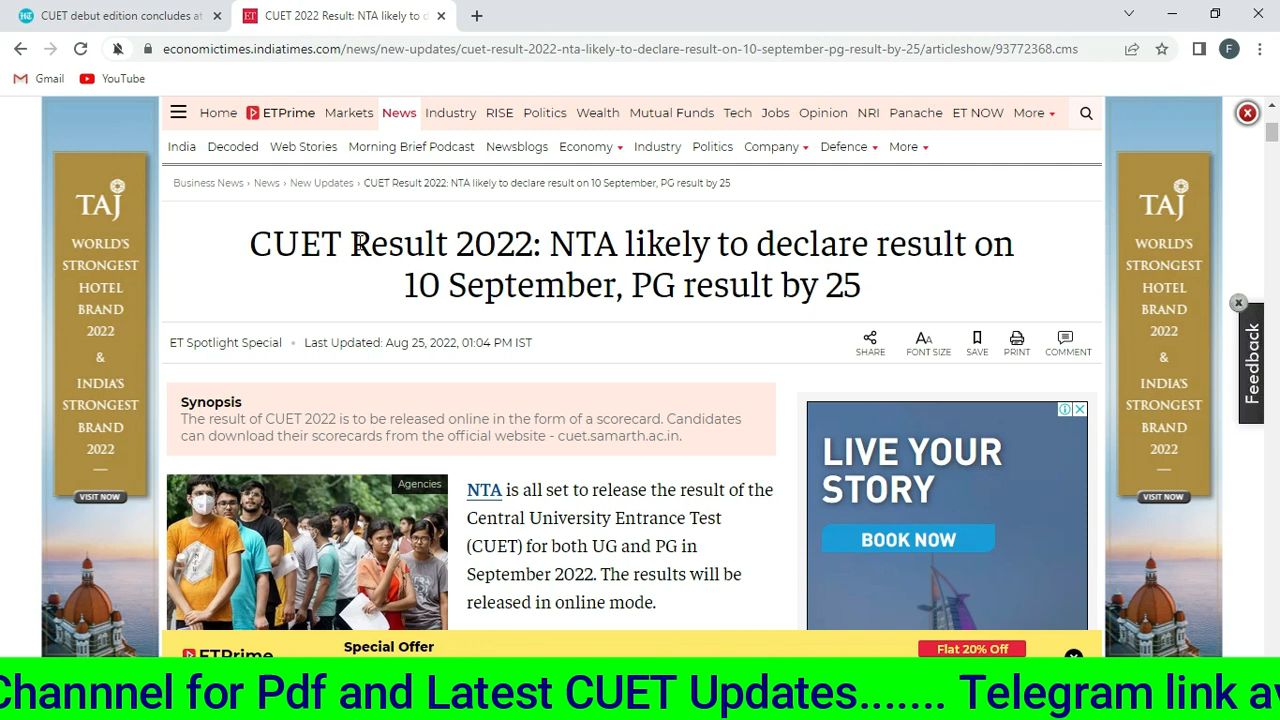 CUET debut edition concludes at
CUET 2022 Result: NTA likely to d
economictimes.indiatimes.com/news/new-updates/cuet-result-2022-nta-likely-to-declare-result-on-10-september-pg-result-by-25/articleshow/93772368.cms
F
Gmail
YouTube
Home
ETPrime
Markets
News
Industry
RISE
Politics
Wealth
Mutual Funds
Tech
Jobs
Opinion
NRI
Panache
ET NOW
More
India
Decoded
Web Stories
Morning Brief Podcast
Newsblogs
Economy
Industry
Politics
Company
Defence
More
Business News › News › New Updates › CUET Result 2022: NTA likely to declare result on 10 September, PG result by 25
CUET Result 2022: NTA likely to declare result on
10 September, PG result by 25
ET Spotlight Special • Last Updated: Aug 25, 2022, 01:04 PM IST
SHARE
FONT SIZE
SAVE
PRINT
COMMENT
Synopsis
The result of CUET 2022 is to be released online in the form of a scorecard. Candidates
can download their scorecards from the official website - cuet.samarth.ac.in.
Agencies
NTA is all set to release the result of the
Central University Entrance Test
(CUET) for both UG and PG in
September 2022. The results will be
released in online mode.
LIVE YOUR
STORY
BOOK NOW
TAJ
WORLD'S
STRONGEST
HOTEL
BRAND
2022
&
INDIA'S
STRONGEST
BRAND
2022
VISIT NOW
TAJ
WORLD'S
STRONGEST
HOTEL
BRAND
2022
&
INDIA'S
STRONGEST
BRAND
2022
VISIT NOW
Feedback
ETPrime
Special Offer
Flat 20% Off
Channnel for Pdf and Latest CUET Updates....... Telegram link av